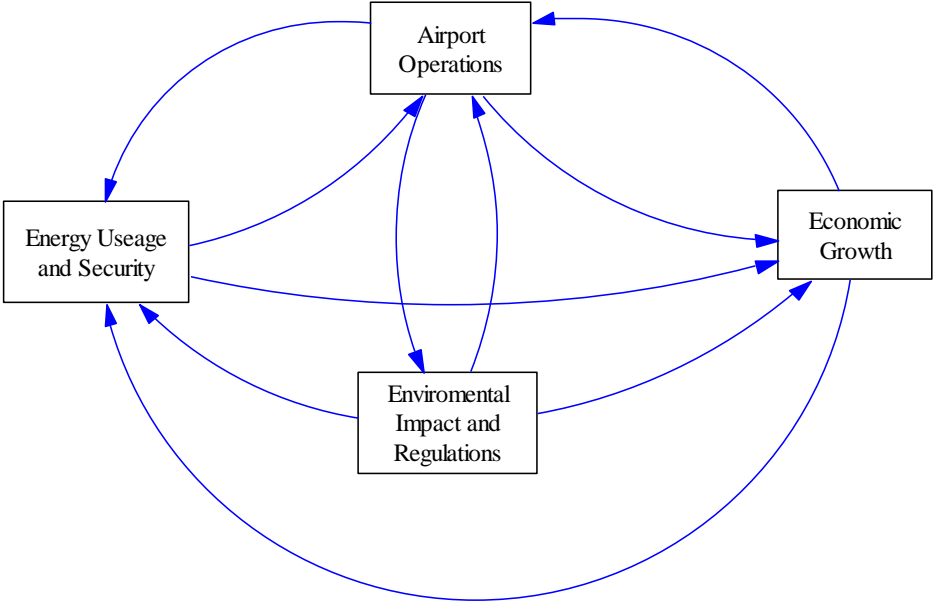 Airport
Operations
Energy Useage
and Security
Economic
Growth
Enviromental
Impact and
Regulations